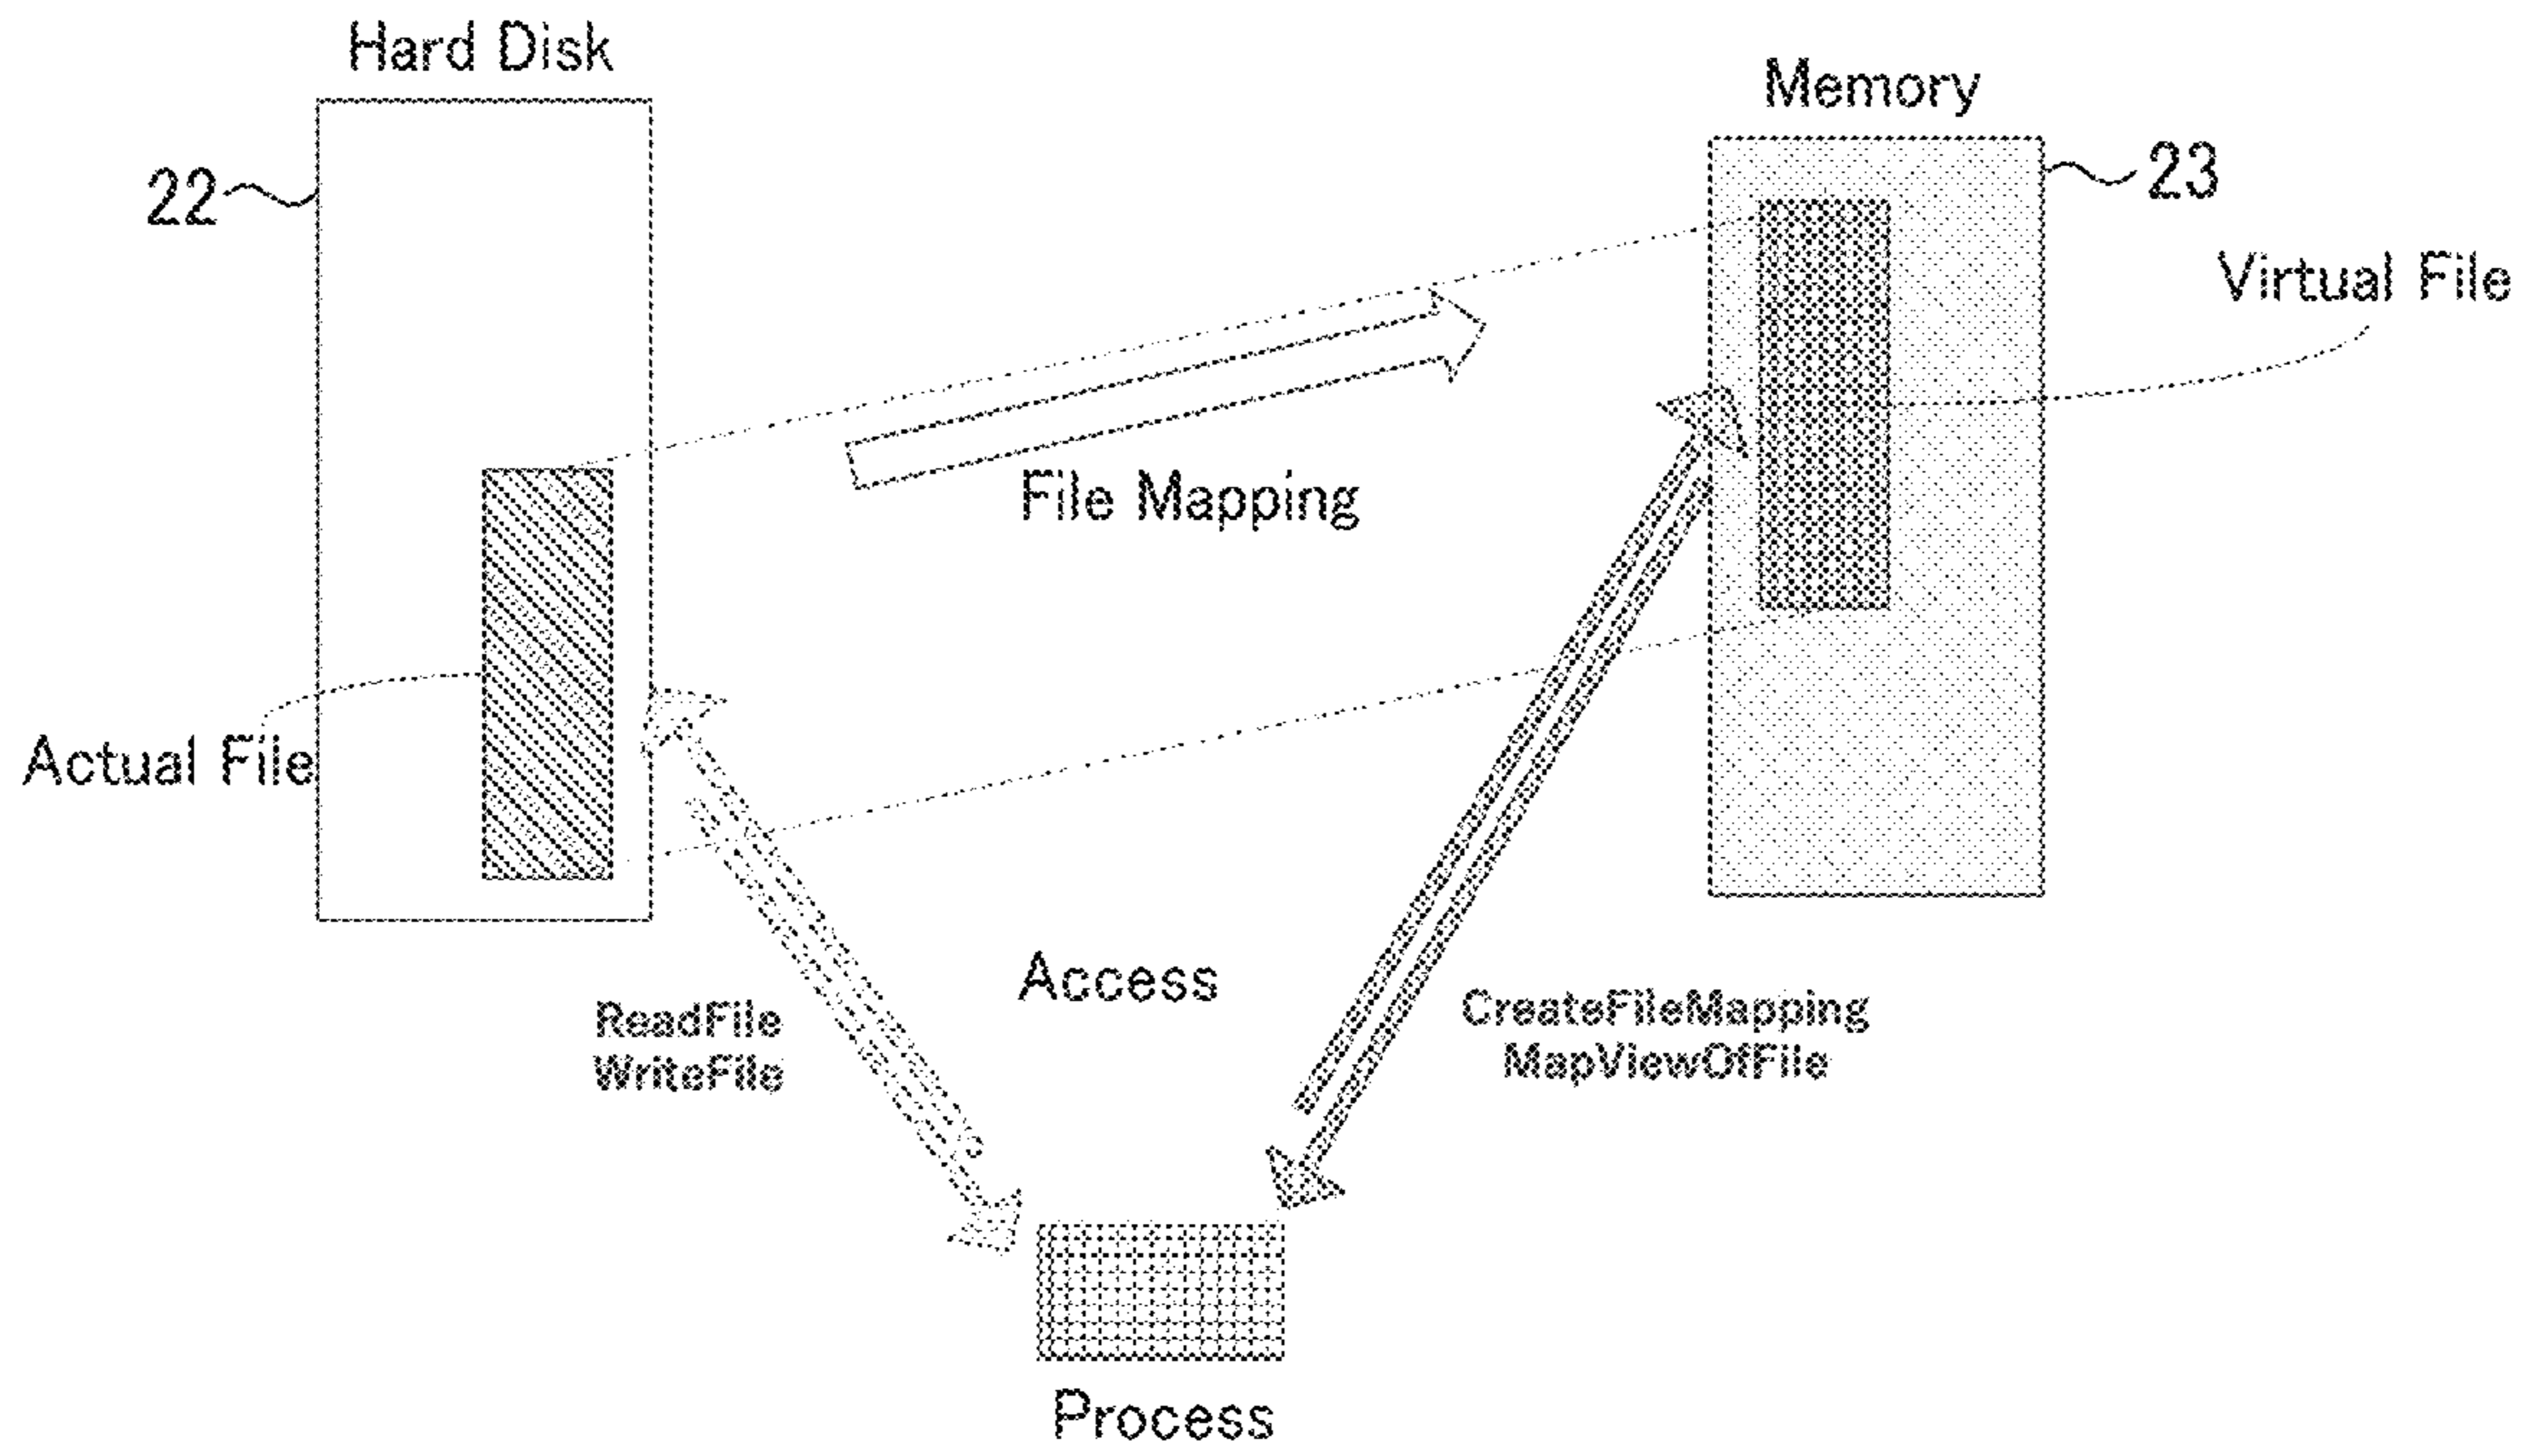 Hard Disk
Memory
22
23
Virtual File
File Mapping
Actual File
Access
ReadFile
WriteFile
CreateFileMapping
MapViewOfFile
Process